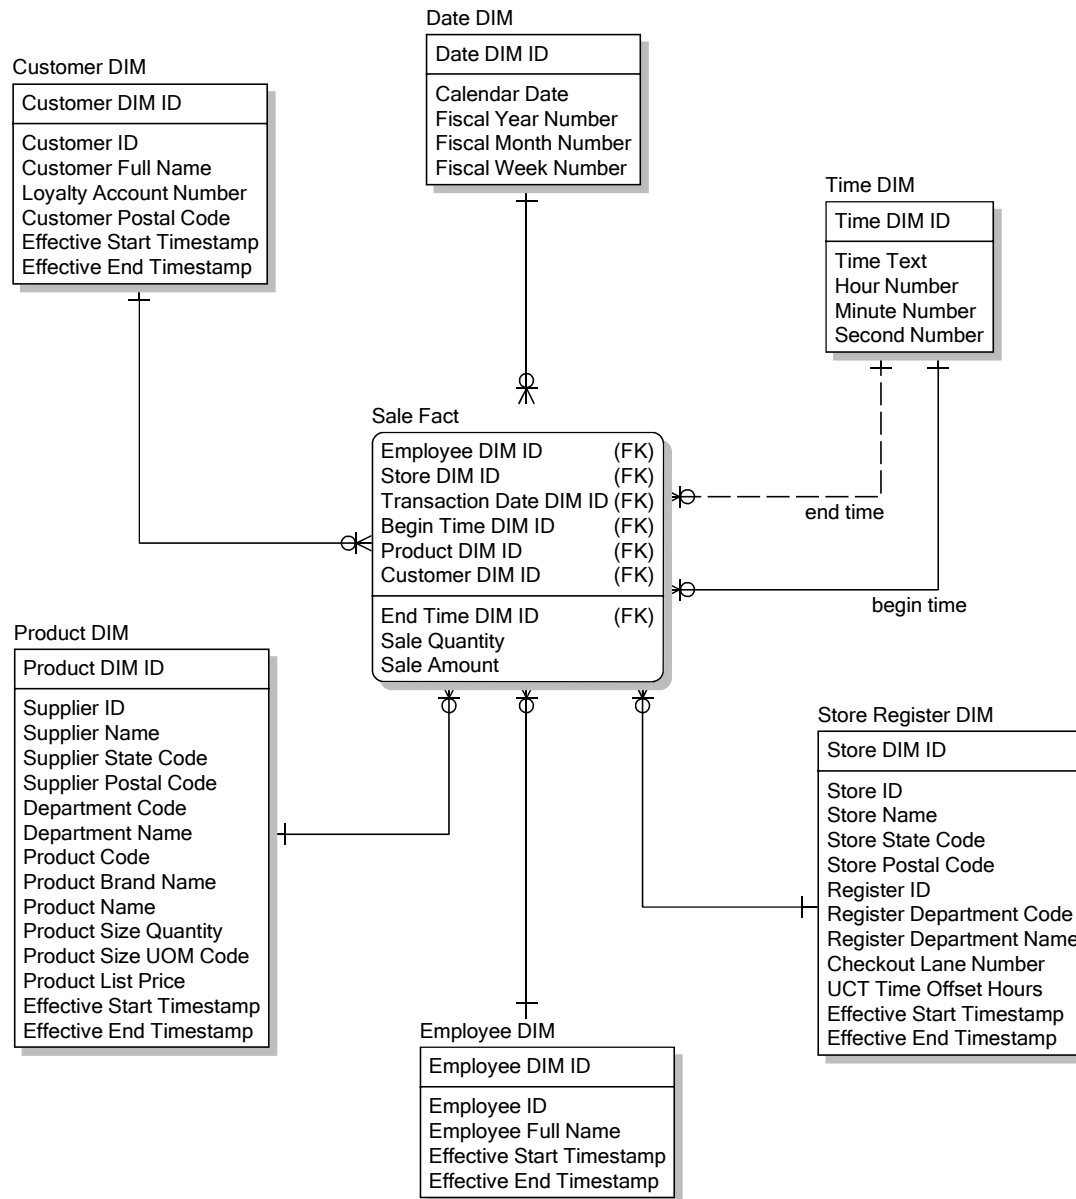 Date DIM
Date DIM ID
Calendar Date
Fiscal Year Number
Fiscal Month Number
Fiscal Week Number
Customer DIM
Customer DIM ID
Customer ID
Customer Full Name
Loyalty Account Number
Customer Postal Code
Effective Start Timestamp
Effective End Timestamp
Time DIM
Time DIM ID
Time Text
Hour Number
Minute Number
Second Number
Sale Fact
Employee DIM ID (FK)
Store DIM ID (FK)
Transaction Date DIM ID (FK)
Begin Time DIM ID (FK)
Product DIM ID (FK)
Customer DIM ID (FK)
End Time DIM ID (FK)
Sale Quantity
Sale Amount
end time
begin time
Product DIM
Product DIM ID
Supplier ID
Supplier Name
Supplier State Code
Supplier Postal Code
Department Code
Department Name
Product Code
Product Brand Name
Product Name
Product Size Quantity
Product Size UOM Code
Product List Price
Effective Start Timestamp
Effective End Timestamp
Store Register DIM
Store DIM ID
Store ID
Store Name
Store State Code
Store Postal Code
Register ID
Register Department Code
Register Department Name
Checkout Lane Number
UCT Time Offset Hours
Effective Start Timestamp
Effective End Timestamp
Employee DIM
Employee DIM ID
Employee ID
Employee Full Name
Effective Start Timestamp
Effective End Timestamp